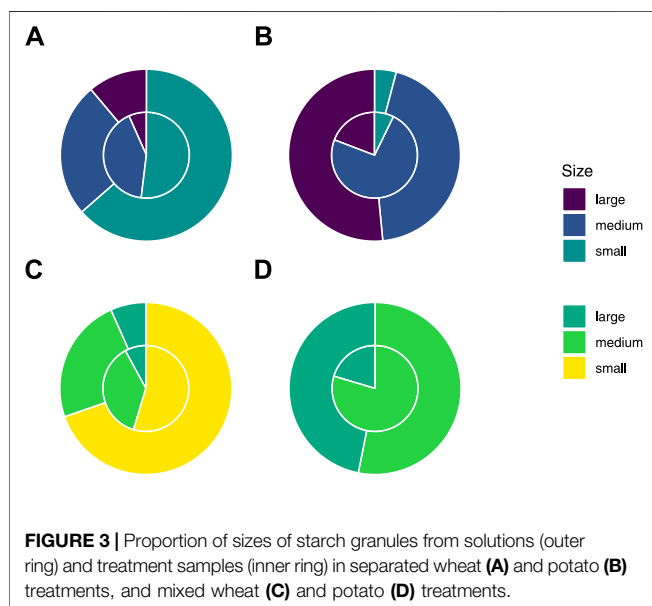 A
B
Size
large
medium
small
C
D
large
medium
small
FIGURE 3 | Proportion of sizes of starch granules from solutions (outer
ring) and treatment samples (inner ring) in separated wheat (A) and potato (B)
treatments, and mixed wheat (C) and potato (D) treatments.